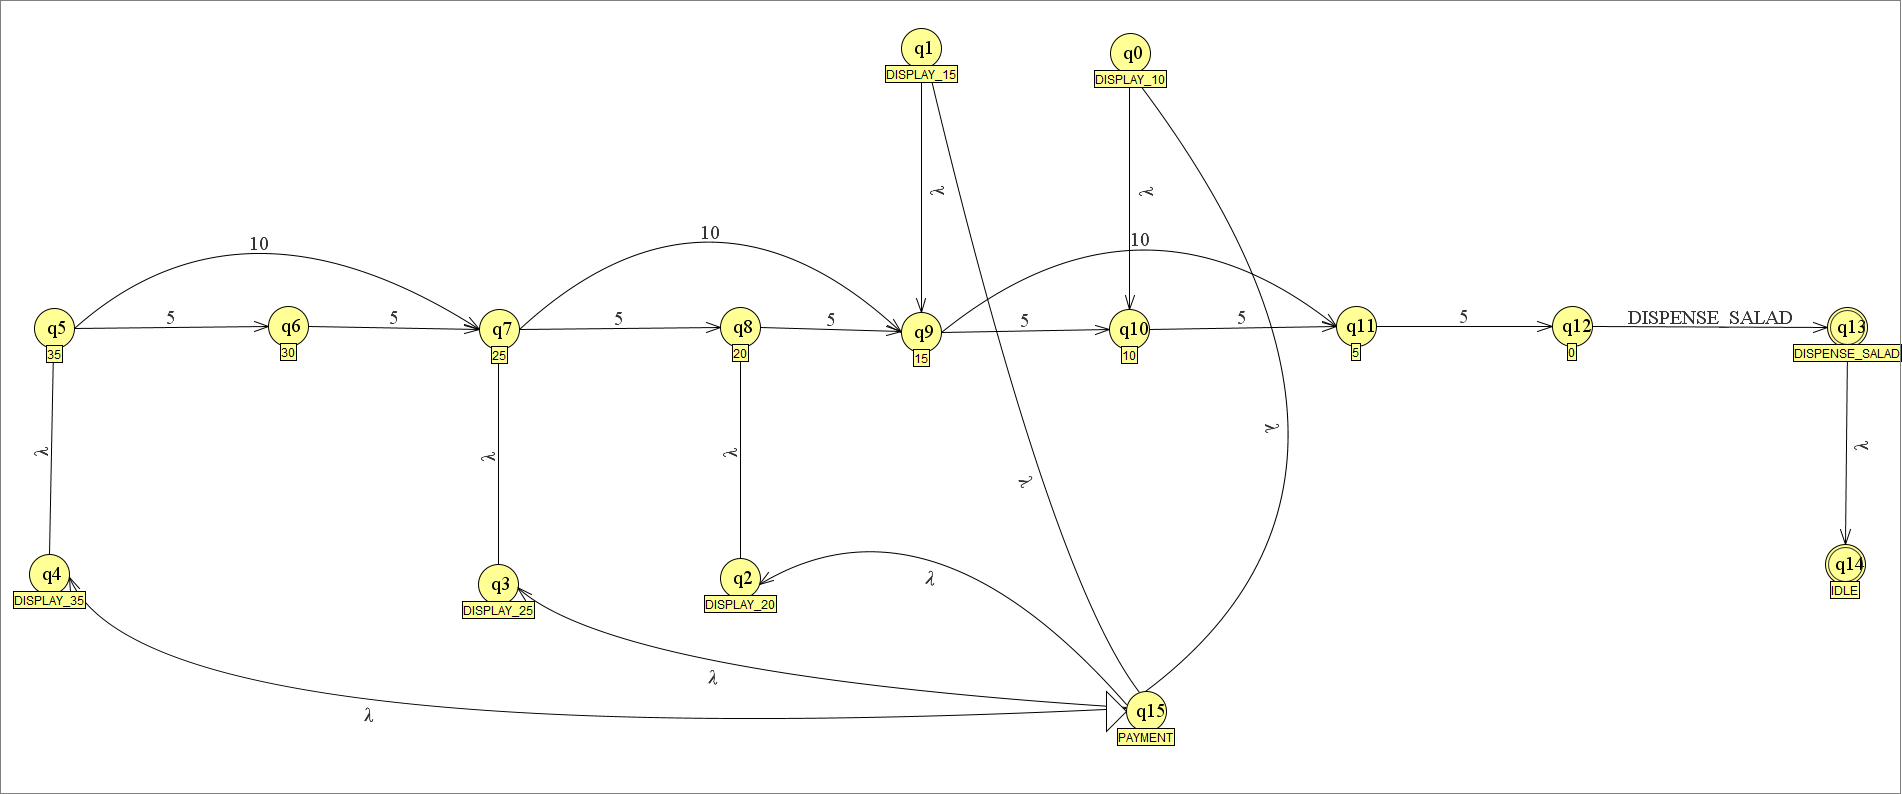 q1
DISPLAY_15
q0
DISPLAY_10
λ
λ
10
10
10
q5
35
5
q6
30
5
q7
25
5
q8
20
5
q9
15
5
q10
10
5
q11
5
5
q12
0
DISPENSE_SALAD
q13
DISPENSE_SALAD
λ
λ
λ
λ
λ
λ
q4
DISPLAY_35
q3
DISPLAY_25
q2
DISPLAY_20
λ
q14
IDLE
λ
λ
q15
PAYMENT